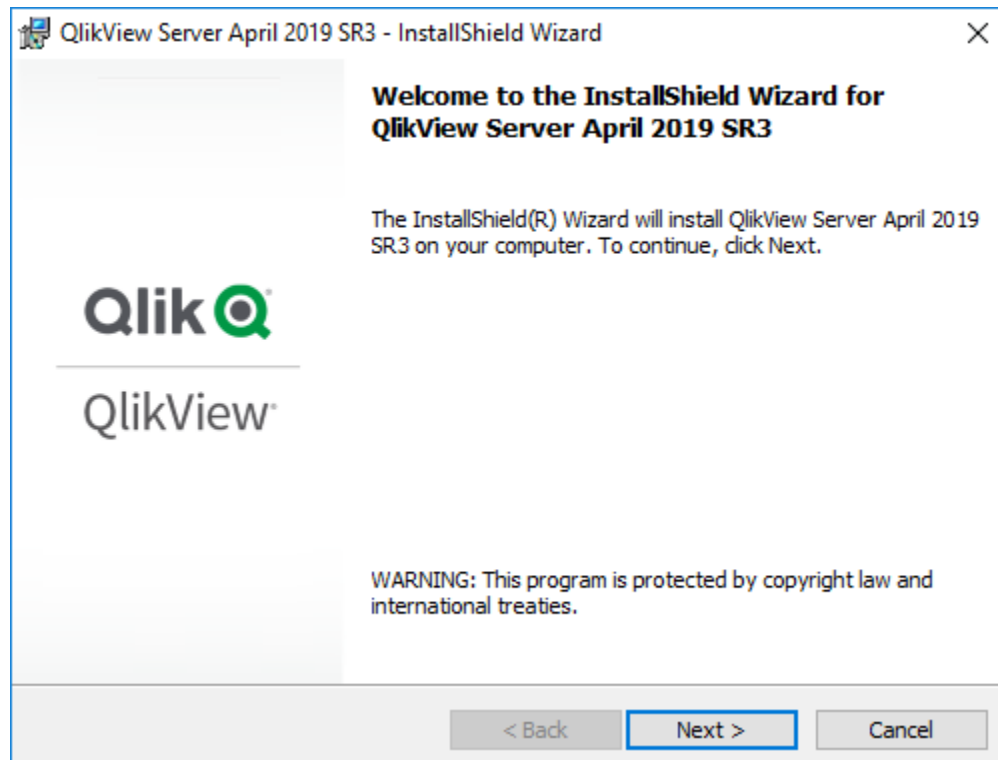 QlikView Server April 2019 SR3 - InstallShield Wizard
Welcome to the InstallShield Wizard for
QlikView Server April 2019 SR3
The InstallShield(R) Wizard will install QlikView Server April 2019
SR3 on your computer. To continue, click Next.
Qlik
QlikView
WARNING: This program is protected by copyright law and
international treaties.
< Back Next > Cancel